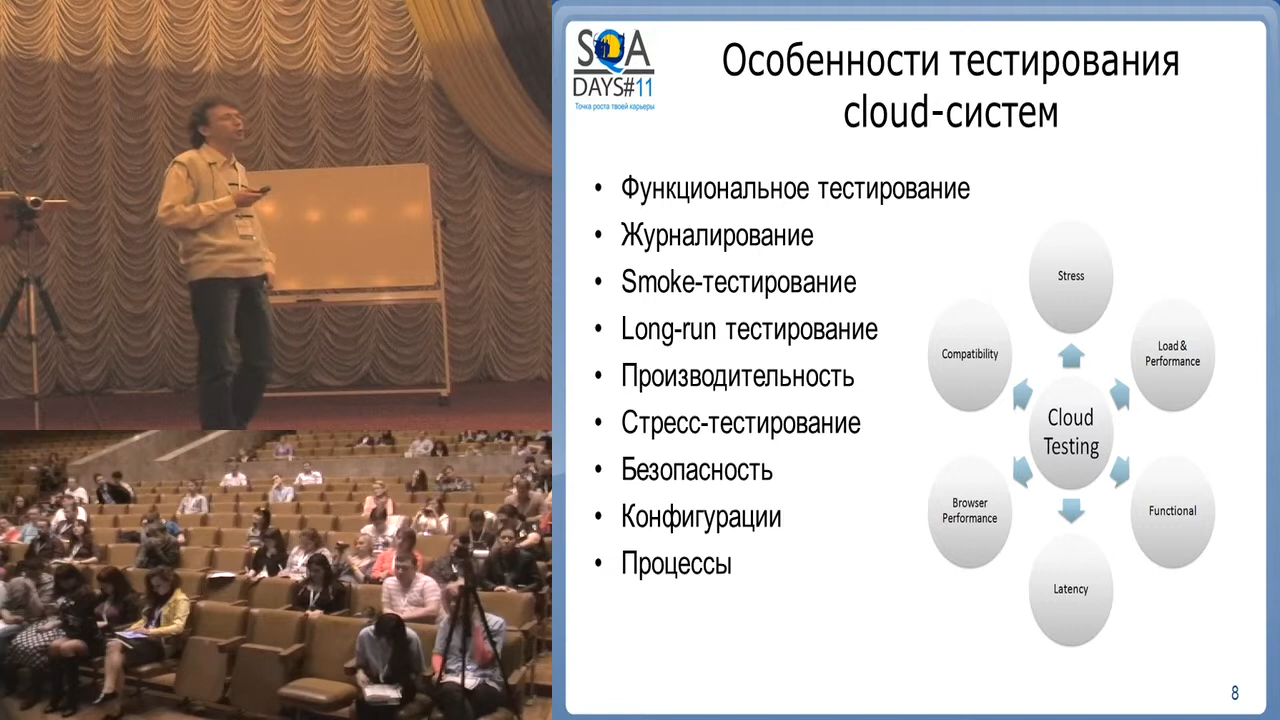 SQA
DAYS#11
Точка роста твоей карьеры
Особенности тестирования
cloud-систем
• Функциональное тестирование
• Журналирование
• Smoke-тестирование
• Long-run тестирование
• Производительность
• Стресс-тестирование
• Безопасность
• Конфигурации
• Процессы
Stress
Compatibility
Load &
Performance
Cloud
Testing
Browser
Performance
Functional
Latency
8